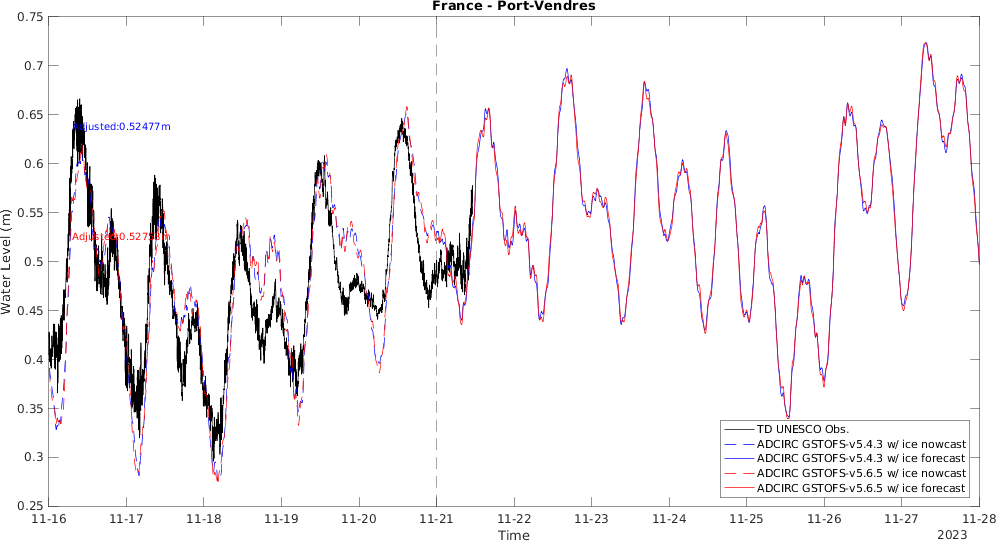 France - Port-Vendres
0.75
0.7
0.65
0.6
0.55
0.5
0.45
0.4
0.35
0.3
0.25
Water Level (m)
Adjusted:0.52477m
TD UNESCO Obs.
ADCIRC GSTOFS-v5.4.3 w/ ice nowcast
ADCIRC GSTOFS-v5.4.3 w/ ice forecast
ADCIRC GSTOFS-v5.6.5 w/ ice nowcast
ADCIRC GSTOFS-v5.6.5 w/ ice forecast
11-16 11-17 11-18 11-19 11-20 11-21 11-22 11-23 11-24 11-25 11-26 11-27 11-28
Time
2023